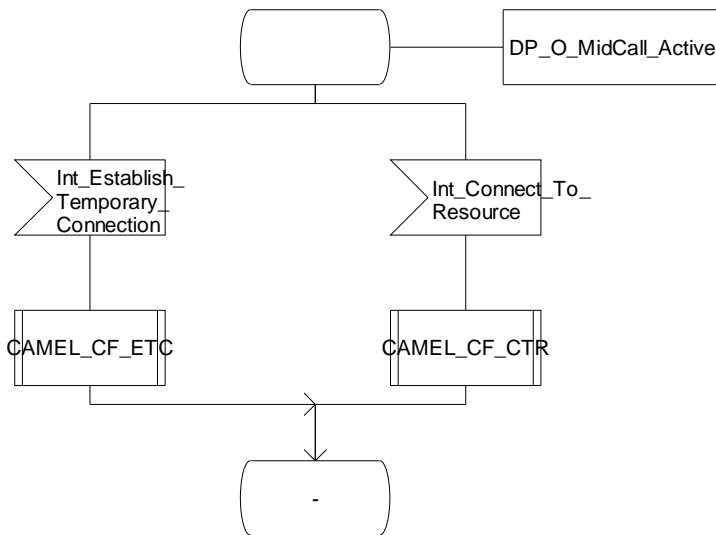 DP_O_MidCall_Active
Int_Establish_
Temporary_
Connection
Int_Connect_To_
Resource
CAMEL_CF_ETC
CAMEL_CF_CTR
-